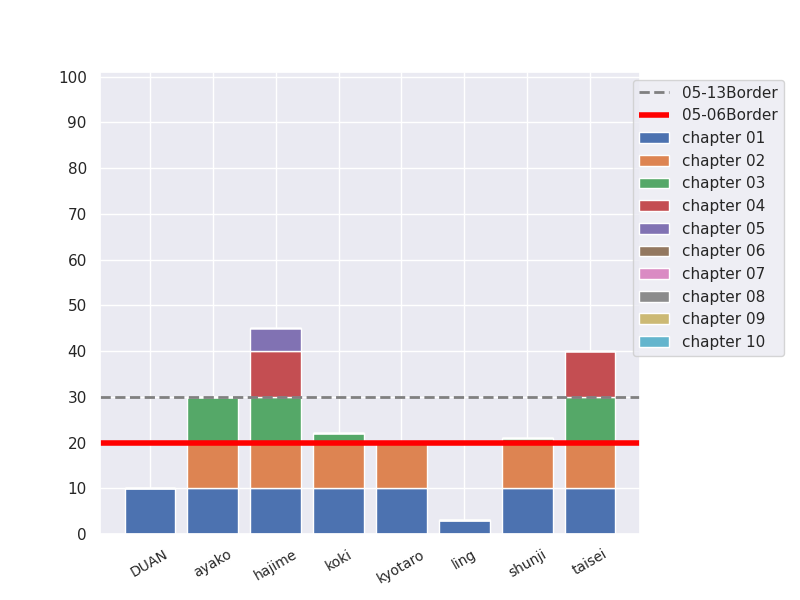 100
90
80
70
60
50
40
30
20
10
0
DUAN
ayako
hajime
koki
kyotaro
ling
shunji
taisei
05-13Border
05-06Border
chapter 01
chapter 02
chapter 03
chapter 04
chapter 05
chapter 06
chapter 07
chapter 08
chapter 09
chapter 10